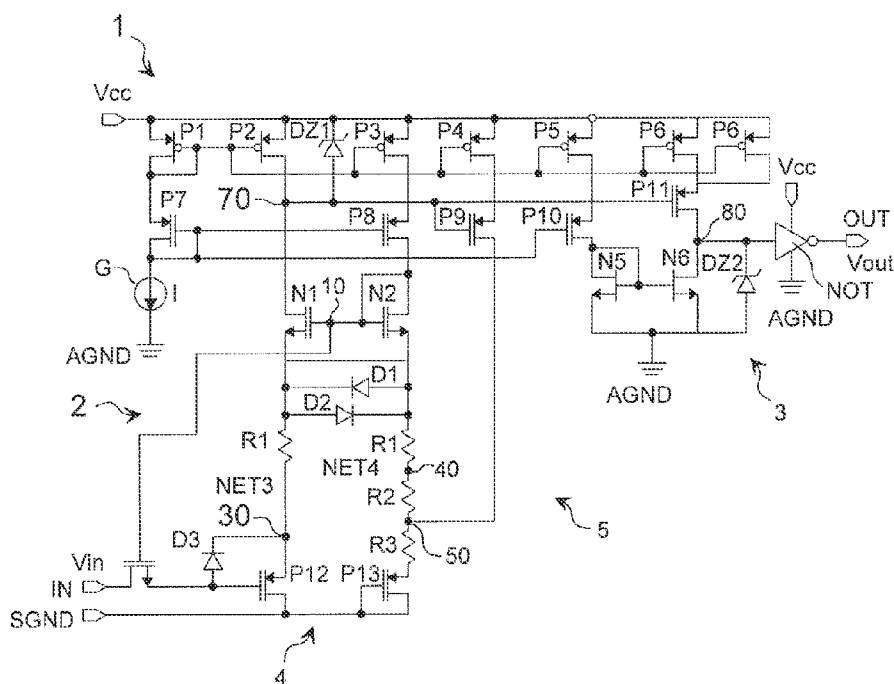 1
Vcc
P1 P2 DZ1 P3 P4 P5 P6 P6
P11 Vcc
P7 70 P8 P9 P10 80 OUT
G I N5 N6 DZ2 Vout
NOT
N1 10 N2
AGND AGND
D1
2 AGND 3
D2
R1 R1
NET3 NET4 40
R2
30 5
50
D3 R3
Vin
P12 P13
IN
SGND
4